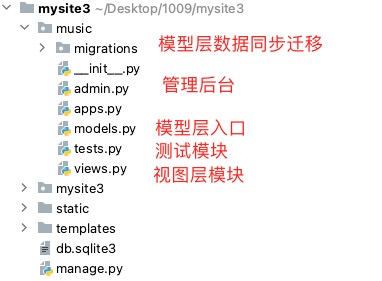 mysite3 ~/Desktop/1009/mysite3
music
migrations 模型层数据同步迁移
__init__.py
admin.py 管理后台
apps.py
models.py 模型层入口
tests.py 测试模块
views.py 视图层模块
mysite3
static
templates
db.sqlite3
manage.py